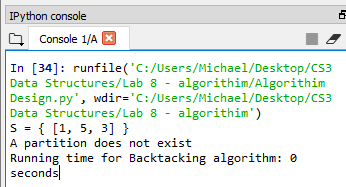 IPython console
Console 1/A
In [34]: runfile('C:/Users/Michael/Desktop/CS3
Data Structures/Lab 8 - algorithim/Algorithim
Design.py', wdir='C:/Users/Michael/Desktop/CS3
Data Structures/Lab 8 - algorithim')
S = { [1, 5, 3] }
A partition does not exist
Running time for Backtacking algorithm: 0
seconds